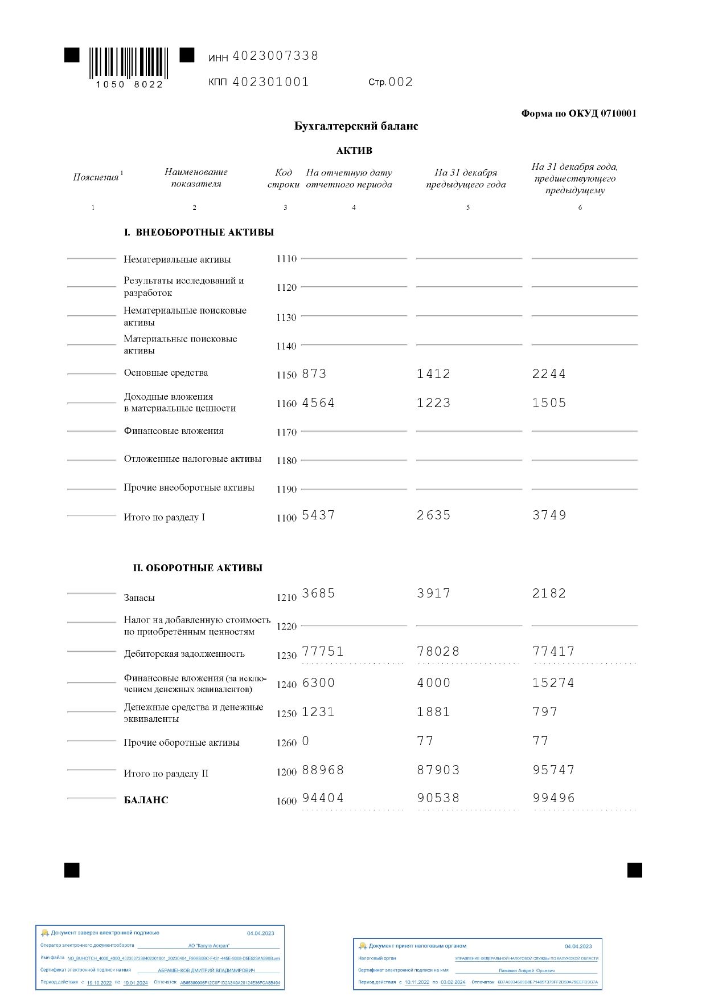 ИНН 4023007338
1050 8022
КПП 402301001 Стр. 002
Форма по ОКУД 0710001
Бухгалтерский баланс
АКТИВ
Пояснения 1 Наименование показателя Код строки На отчетную дату отчетного периода На 31 декабря предыдущего года На 31 декабря года, предшествующего предыдущему
1 2 3 4 5 6
I. ВНЕОБОРОТНЫЕ АКТИВЫ
Нематериальные активы 1110
Результаты исследований и
разработок 1120
Нематериальные поисковые
активы 1130
Материальные поисковые
активы 1140
Основные средства 1150 873 1412 2244
Доходные вложения
в материальные ценности 1160 4564 1223 1505
Финансовые вложения 1170
Отложенные налоговые активы 1180
Прочие внеоборотные активы 1190
Итого по разделу I 1100 5437 2635 3749
II. ОБОРОТНЫЕ АКТИВЫ
Запасы 1210 3685 3917 2182
Налог на добавленную стоимость
по приобретённым ценностям 1220
Дебиторская задолженность 1230 77751 78028 77417
Финансовые вложения (за исклю-
чением денежных эквивалентов) 1240 6300 4000 15274
Денежные средства и денежные
эквиваленты 1250 1231 1881 797
Прочие оборотные активы 1260 0 77 77
Итого по разделу II 1200 88968 87903 95747
БАЛАНС 1600 94404 90538 99496
Документ заверен электронной подписью 04.04.2023
Оператор электронного документооборота АО "Калуга Астрал"
Имя файла NO_BUHOTCH_4000_4000_4023007338402301001_20230404_F909B0BC-F431-445E-9308-D5E523AA590B.xml
Сертификат электронной подписи на имя АБРАМЕНКОВ ДМИТРИЙ ВЛАДИМИРОВИЧ
Период действия с 19.10.2022 по 19.01.2024 Отпечаток
Документ принят налоговым органом 04.04.2023
Налоговый орган УПРАВЛЕНИЕ ФЕДЕРАЛЬНОЙ НАЛОГОВОЙ СЛУЖБЫ ПО КАЛУЖСКОЙ ОБЛАСТИ
Сертификат электронной подписи на имя Ламакин Андрей Юрьевич
Период действия с 10.11.2022 по 03.02.2024 Отпечаток